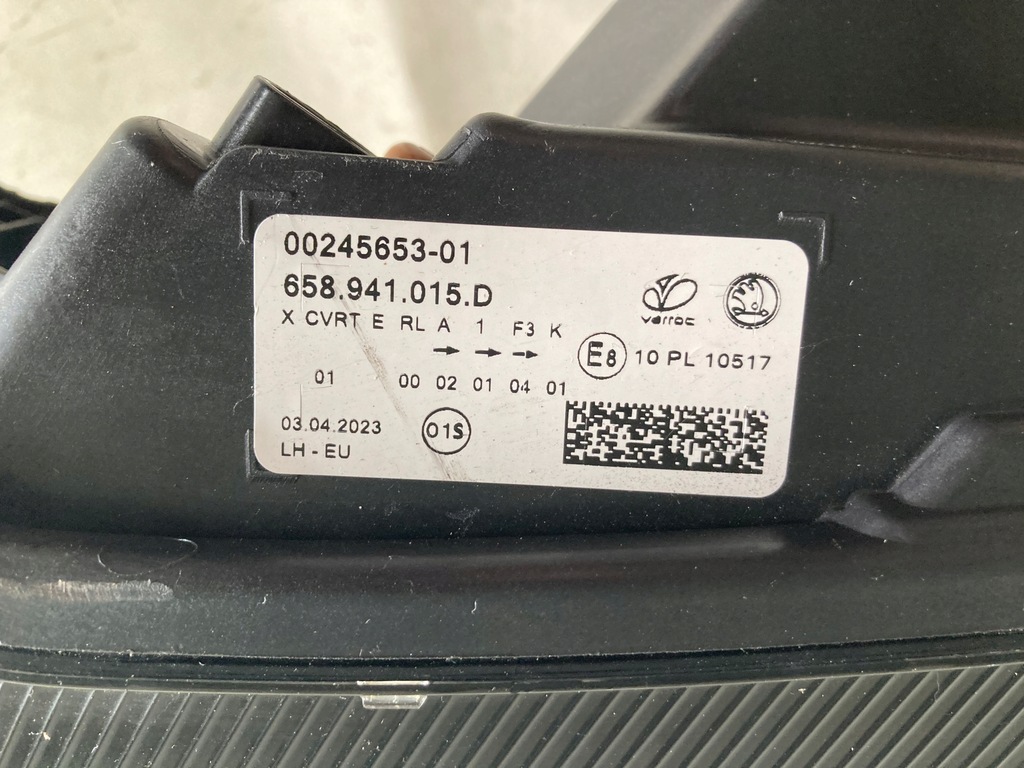 00245653-01
658.941.015.D
X CVRT E RL A 1 F3 K
varroc
E8 10 PL 10517
01 00 02 01 04 01
03.04.2023
01S
LH - EU